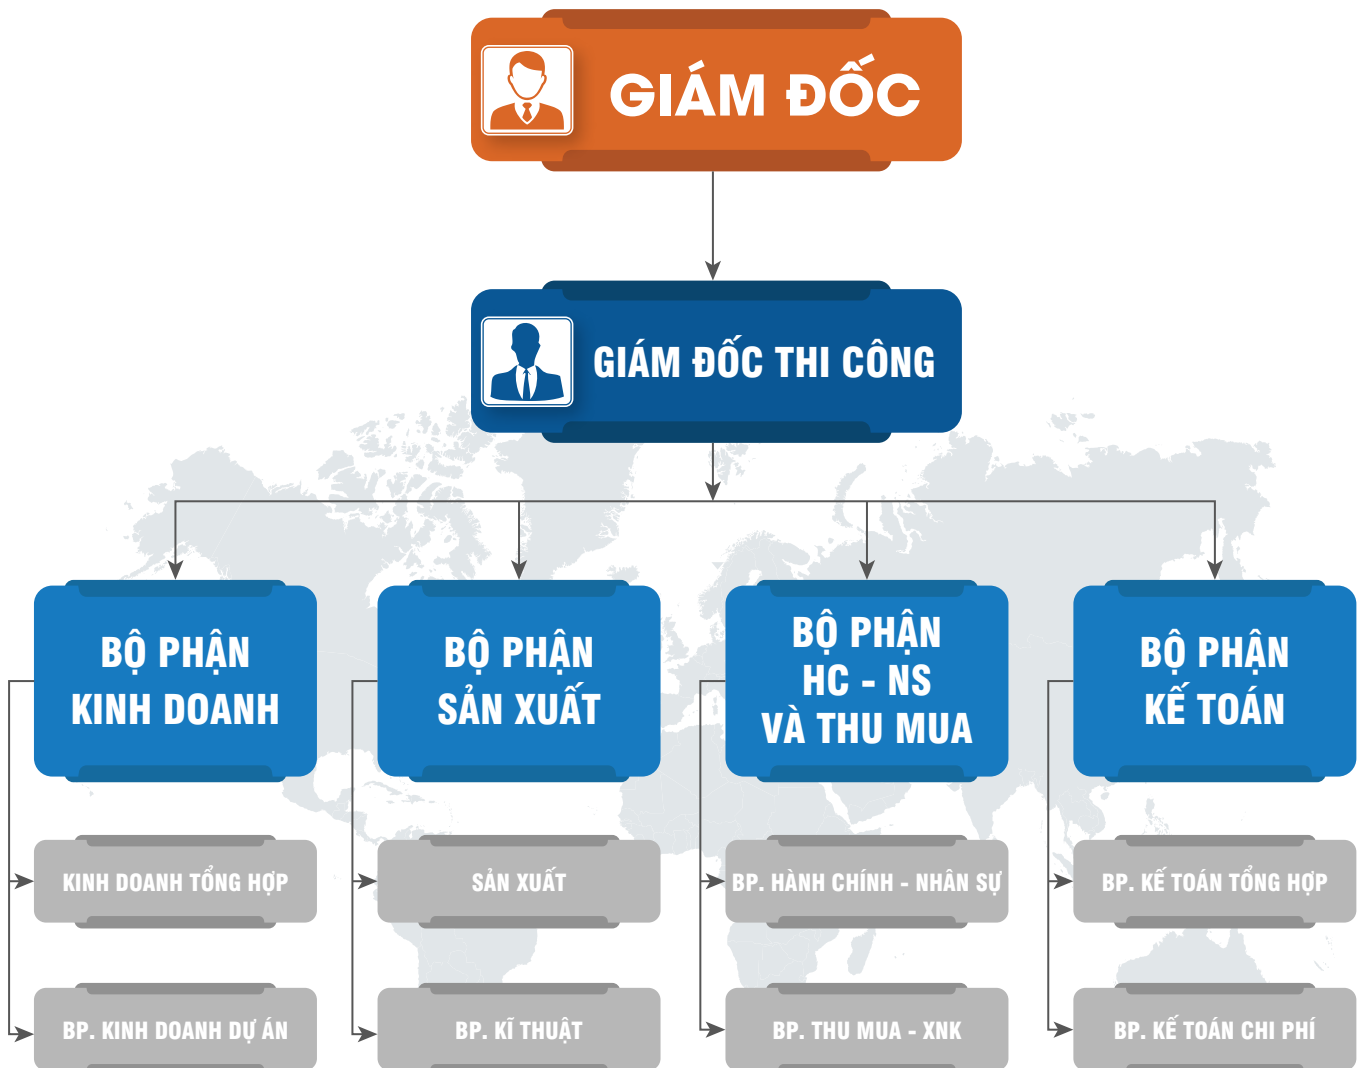 GIÁM ĐỐC
GIÁM ĐỐC THI CÔNG
BỘ PHẬN
KINH DOANH
BỘ PHẬN
SẢN XUẤT
BỘ PHẬN
HC - NS
VÀ THU MUA
BỘ PHẬN
KẾ TOÁN
KINH DOANH TỔNG HỢP
SẢN XUẤT
BP. HÀNH CHÍNH - NHÂN SỰ
BP. KẾ TOÁN TỔNG HỢP
BP. KINH DOANH DỰ ÁN
BP. KĨ THUẬT
BP. THU MUA - XNK
BP. KẾ TOÁN CHI PHÍ